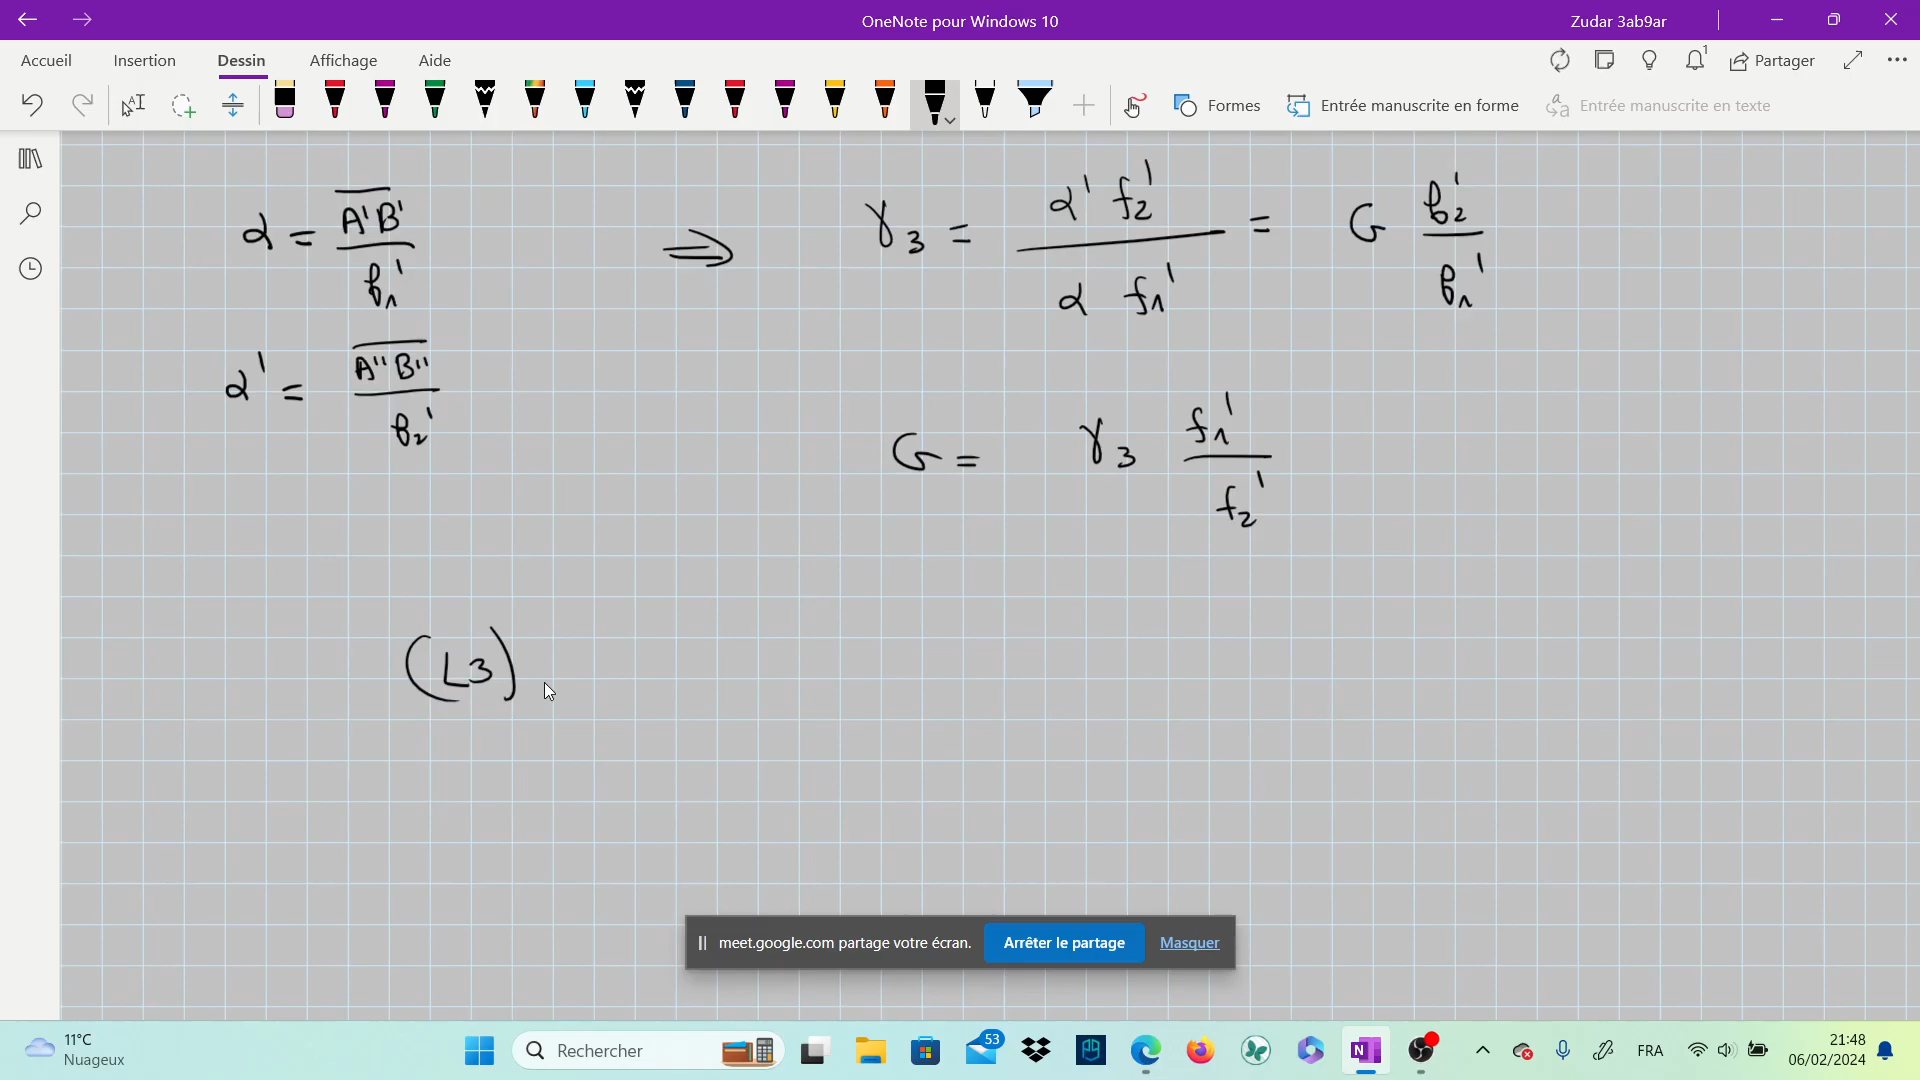 OneNote pour Windows 10
Zudar 3ab9ar
Accueil Insertion Dessin Affichage Aide
1
Partager
Formes
Entrée manuscrite en forme
Entrée manuscrite en texte
α = A'B' / f₁'
⇒
γ₃ = α' f₂' / α f₁' = G f₂' / f₁'
α' = A''B'' / f₂'
G = γ₃ f₁' / f₂'
(L3)
meet.google.com partage votre écran.
Arrêter le partage
Masquer
11°C
Nuageux
Rechercher
53
FRA
21:48
06/02/2024